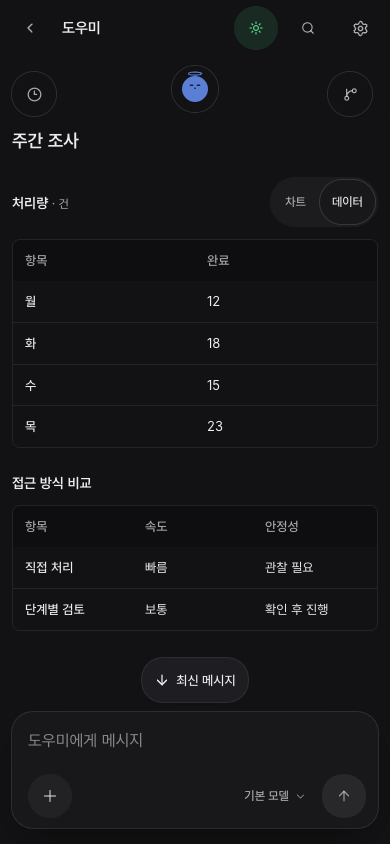 도우미
주간 조사
처리량 · 건
차트 데이터
항목 완료
월 12
화 18
수 15
목 23
접근 방식 비교
항목 속도 안정성
직접 처리 빠름 관찰 필요
단계별 검토 보통 확인 후 진행
최신 메시지
도우미에게 메시지
기본 모델